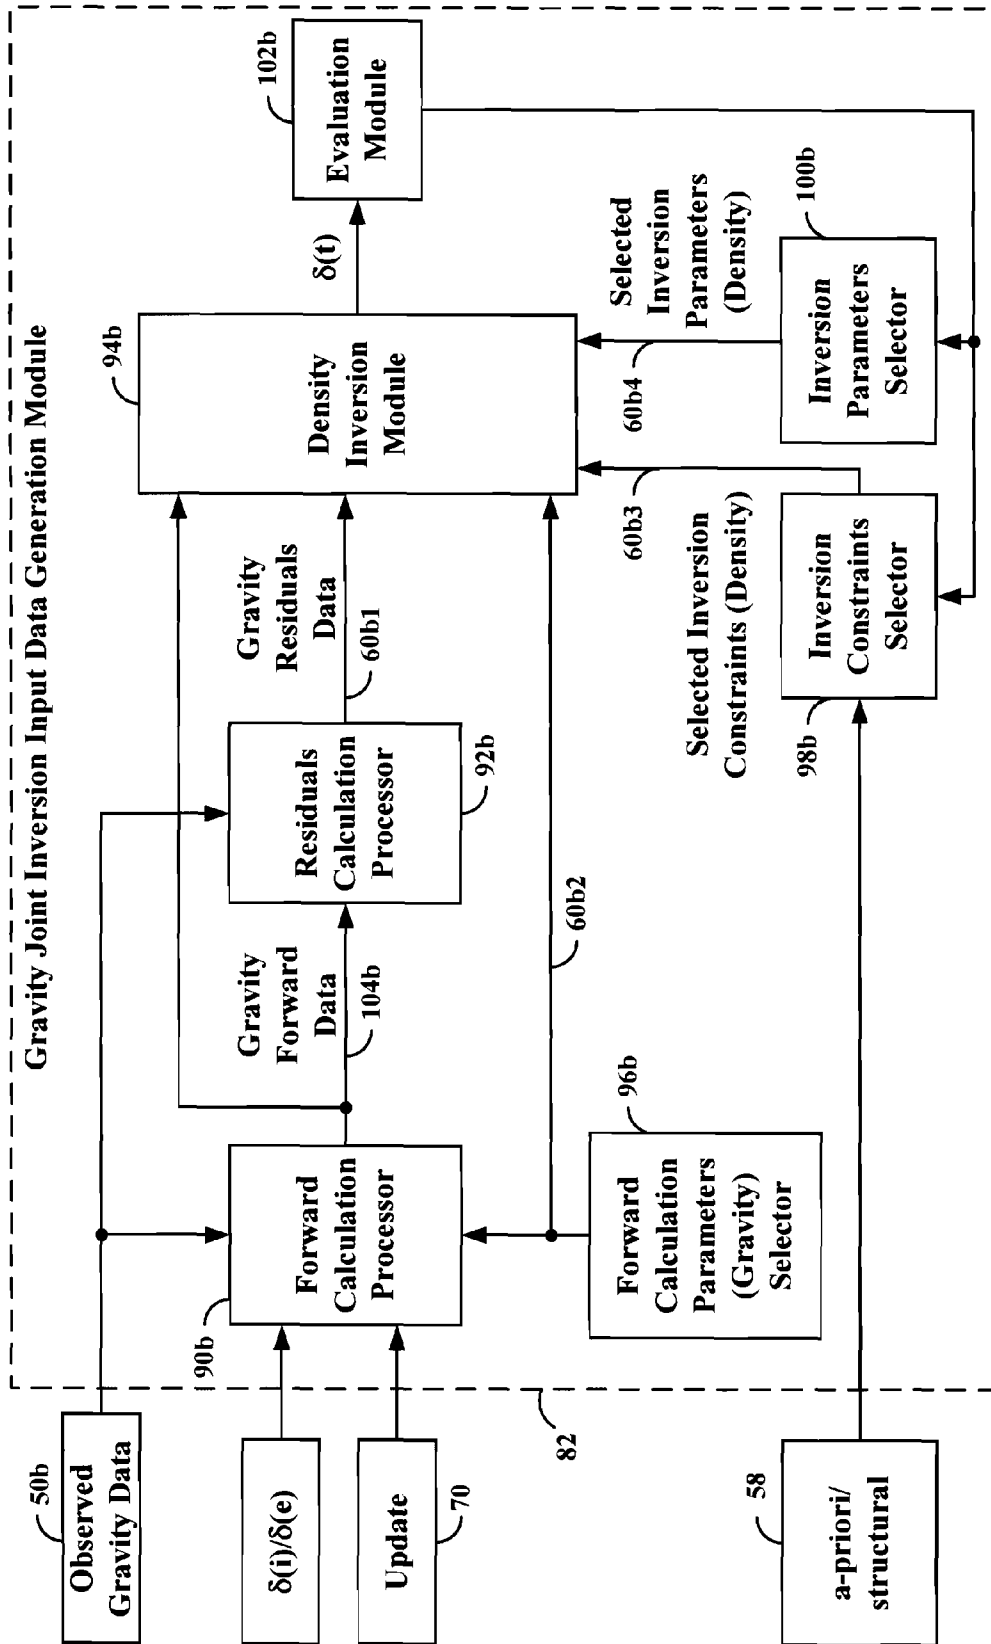 Gravity Joint Inversion Input Data Generation Module
50b
Observed
Gravity Data
δ(i)/δ(e)
Update
70
82
58
a-priori/
structural
90b
Forward
Calculation
Processor
96b
Forward
Calculation
Parameters
(Gravity)
Selector
Gravity
Forward
Data
104b
Residuals
Calculation
Processor
92b
Gravity
Residuals
Data
60b1
60b2
94b
Density
Inversion
Module
δ(t)
102b
Evaluation
Module
Selected Inversion
Constraints (Density)
60b3
98b
Inversion
Constraints
Selector
Selected
Inversion
Parameters
(Density)
60b4
100b
Inversion
Parameters
Selector